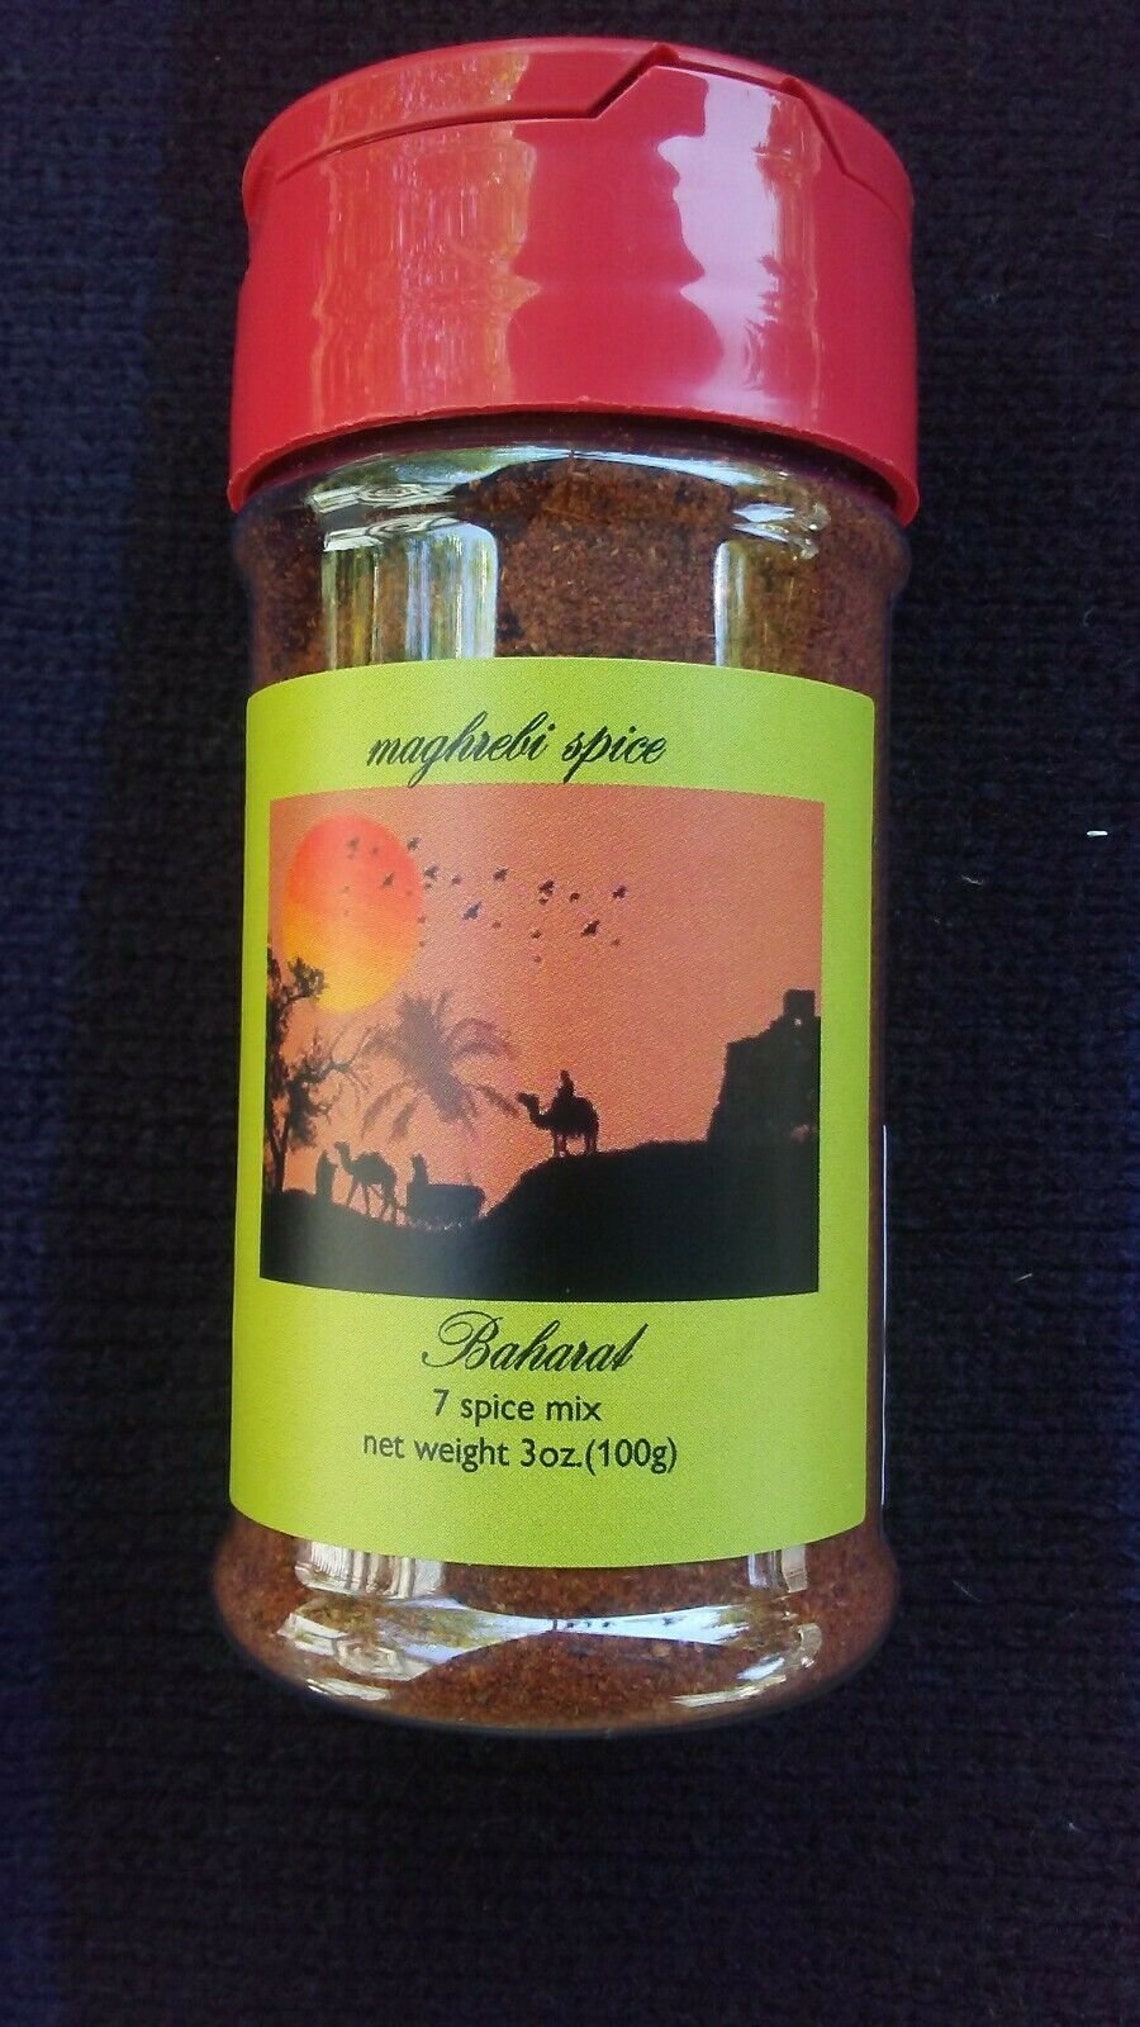 maghrebi spice
Baharat
7 spice mix
net weight 3oz.(100g)